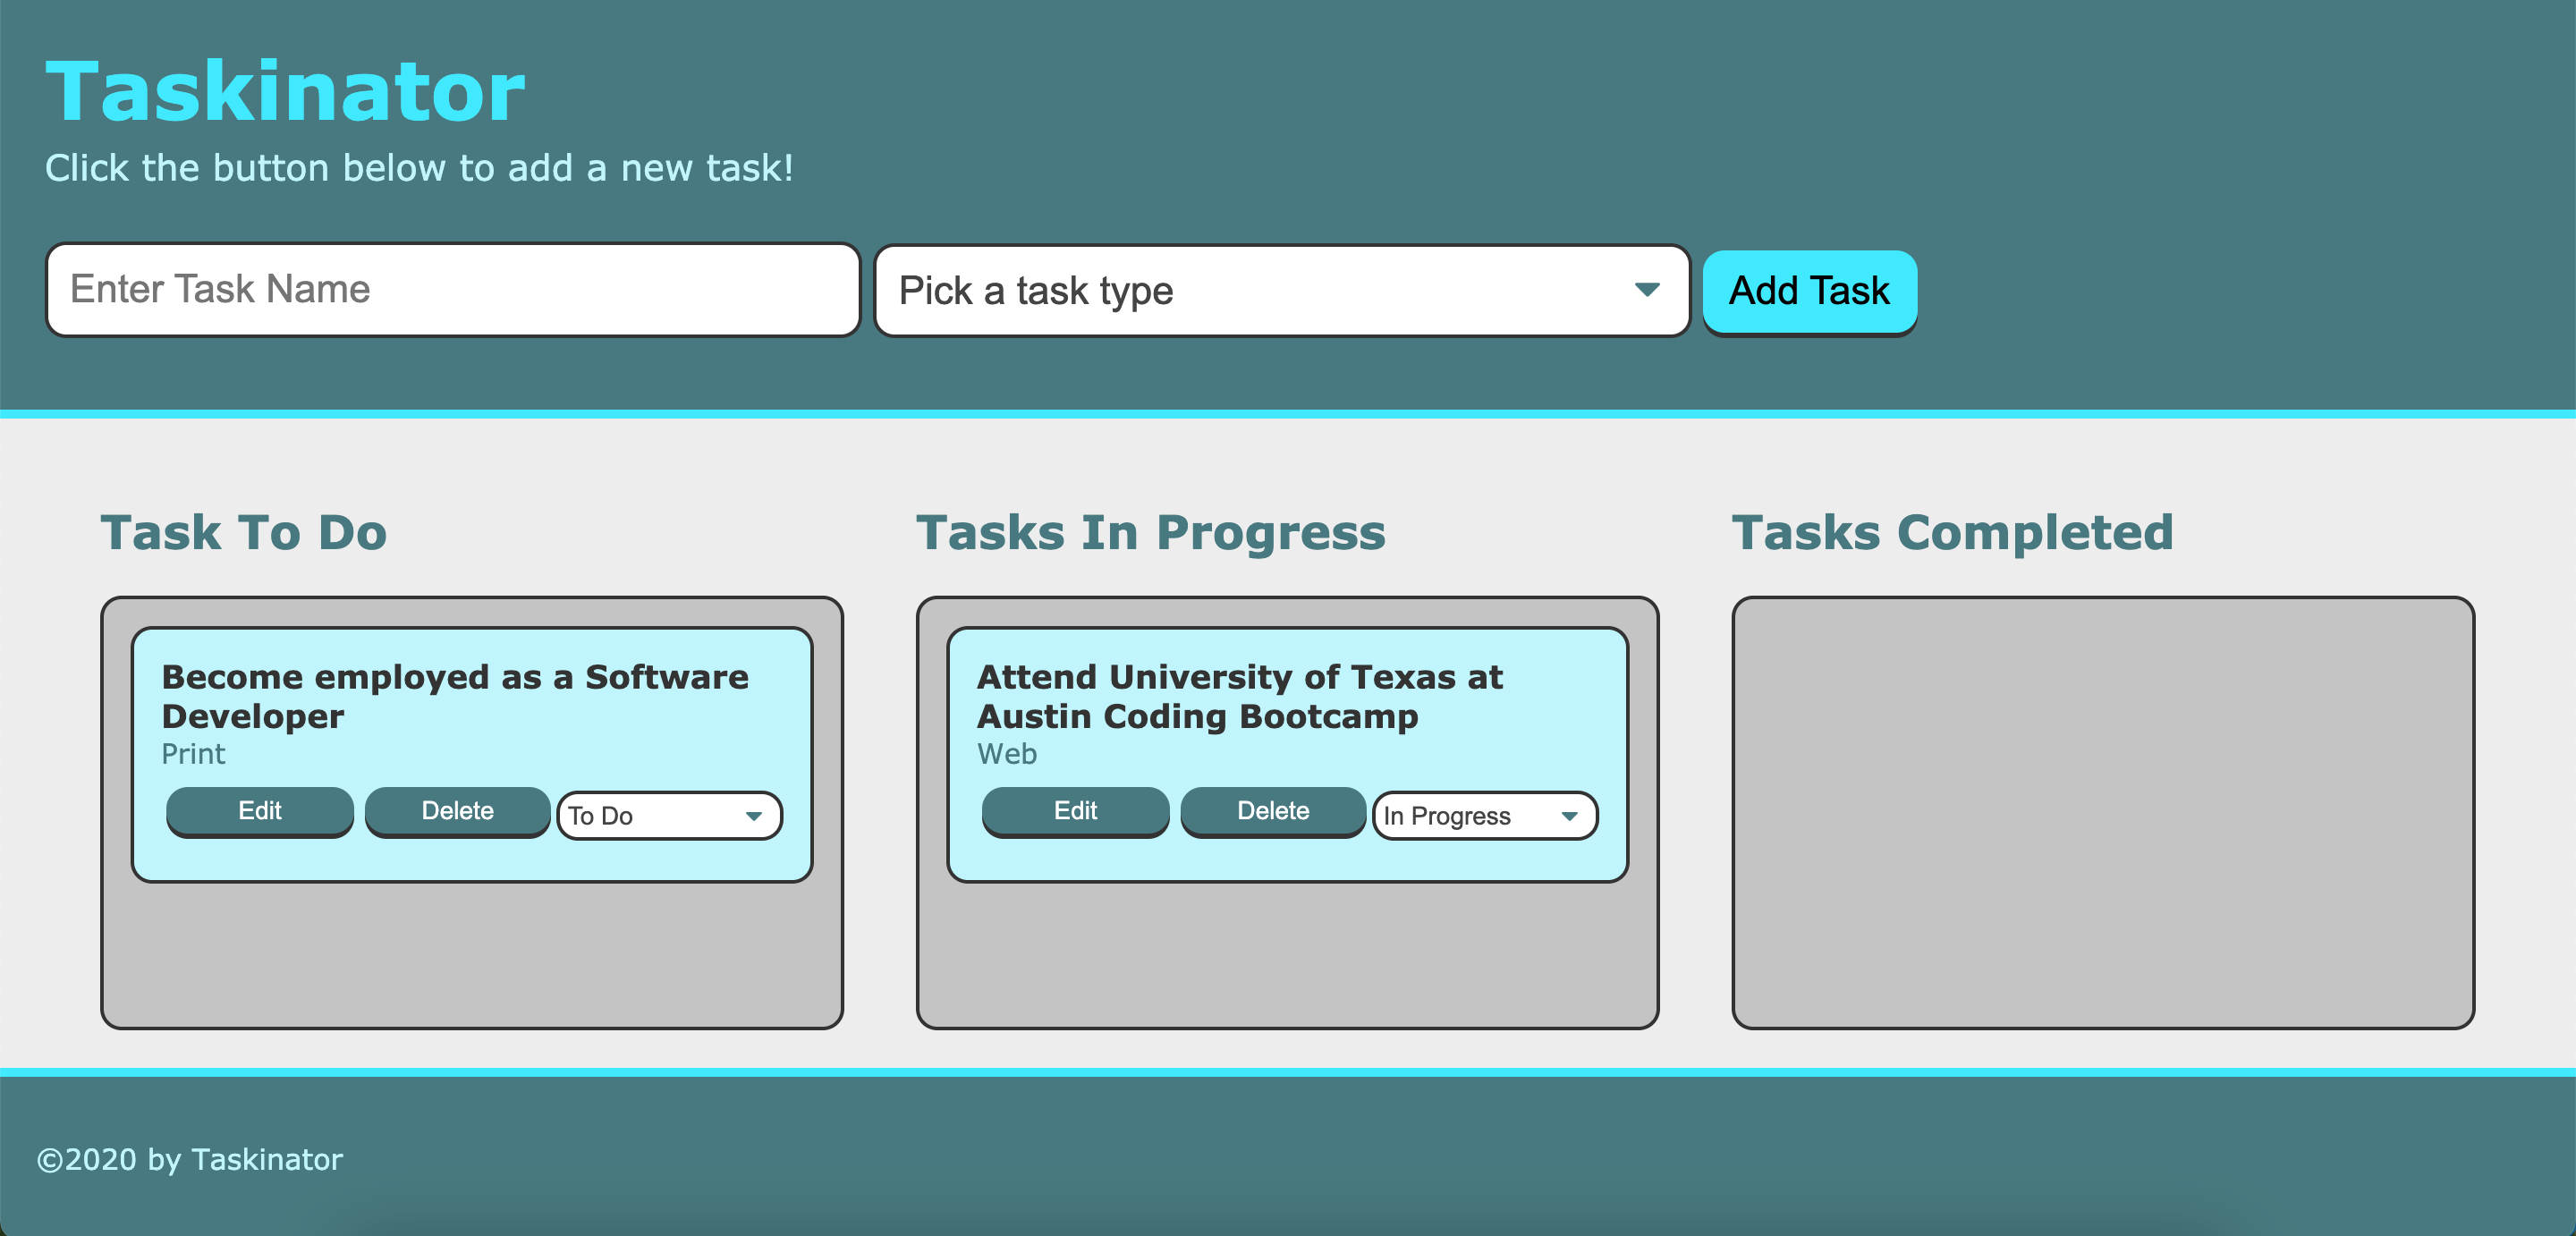 Taskinator
Click the button below to add a new task!
Enter Task Name
Pick a task type
Add Task
Task To Do
Become employed as a Software
Developer
Print
Edit
Delete
To Do
Tasks In Progress
Attend University of Texas at
Austin Coding Bootcamp
Web
Edit
Delete
In Progress
Tasks Completed
©2020 by Taskinator